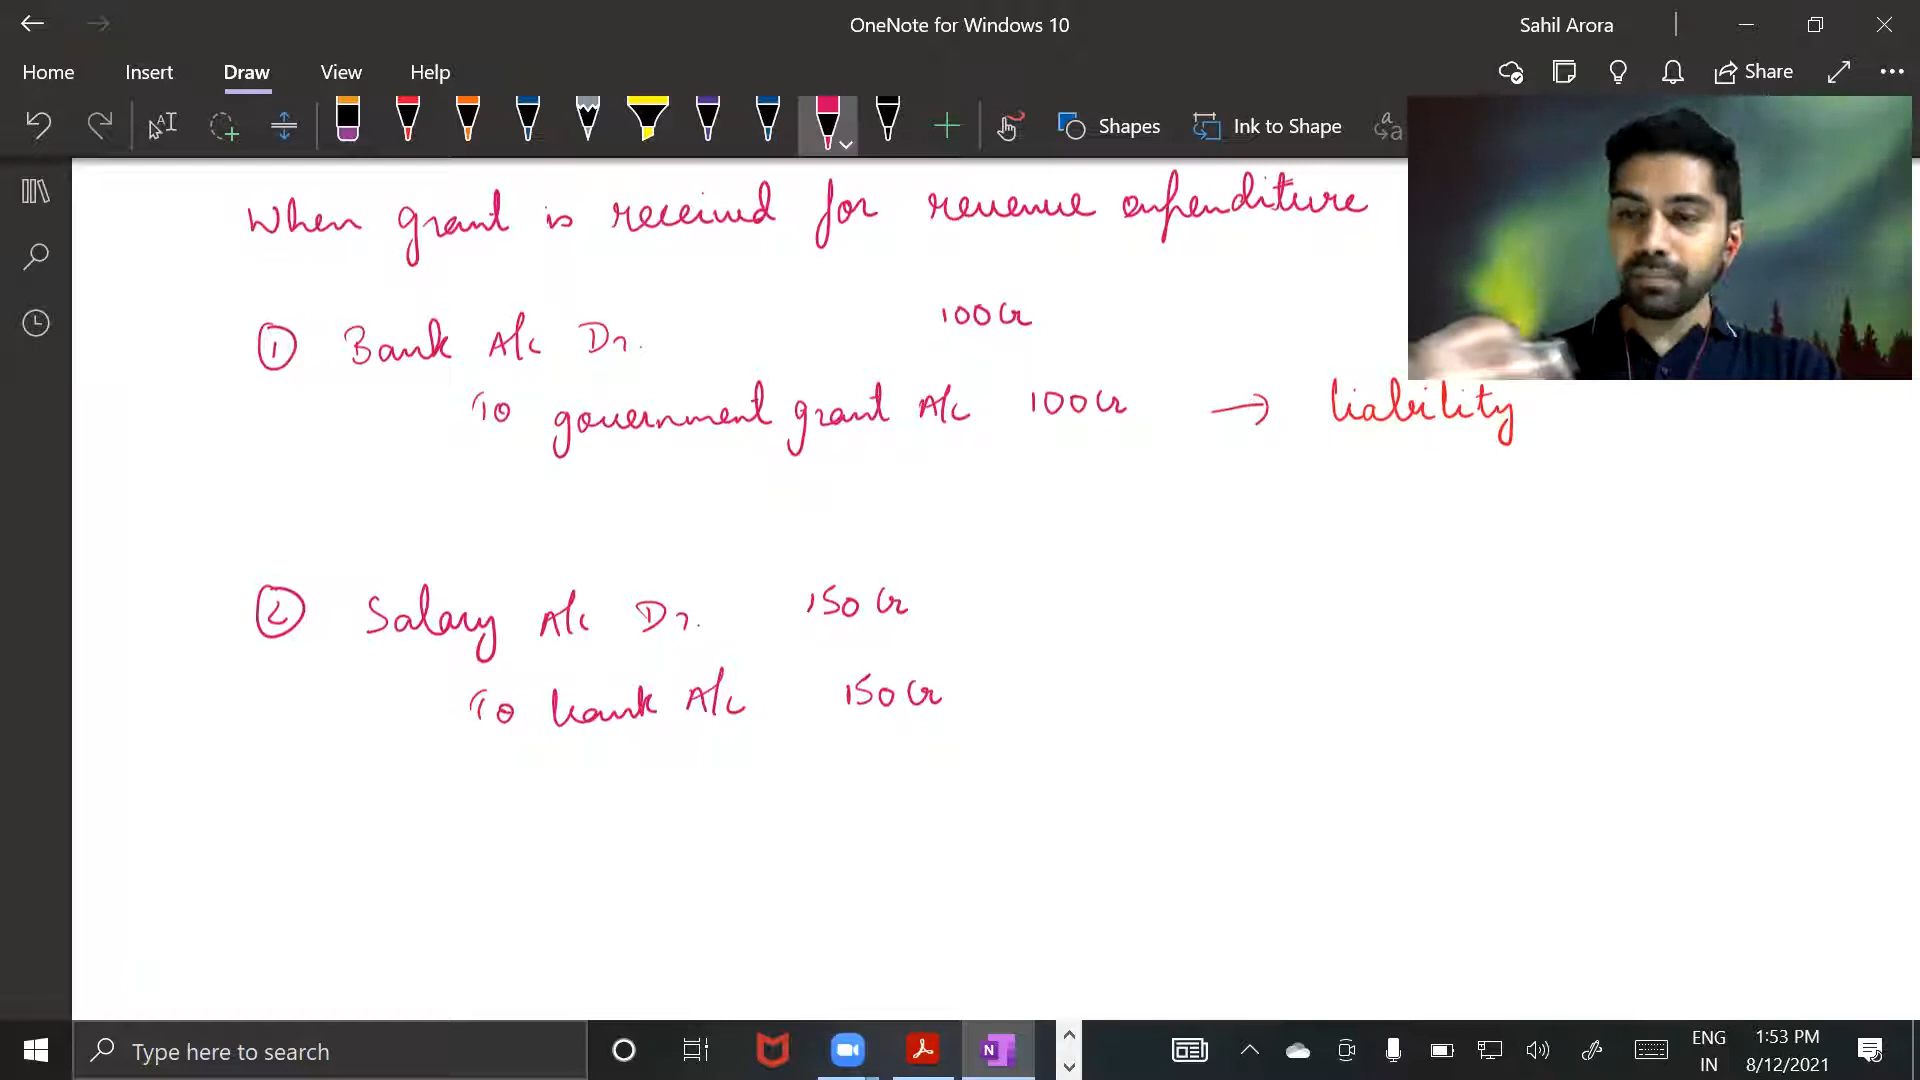 OneNote for Windows 10
Sahil Arora
Home Insert Draw View Help
Share
Shapes Ink to Shape
When grant is received for revenue expenditure
① Bank A/c Dr. 100 Cr
To government grant A/c 100 Cr → liability
② Salary A/c Dr. 150 Cr
To bank A/c 150 Cr
Type here to search
ENG
IN
1:53 PM
8/12/2021